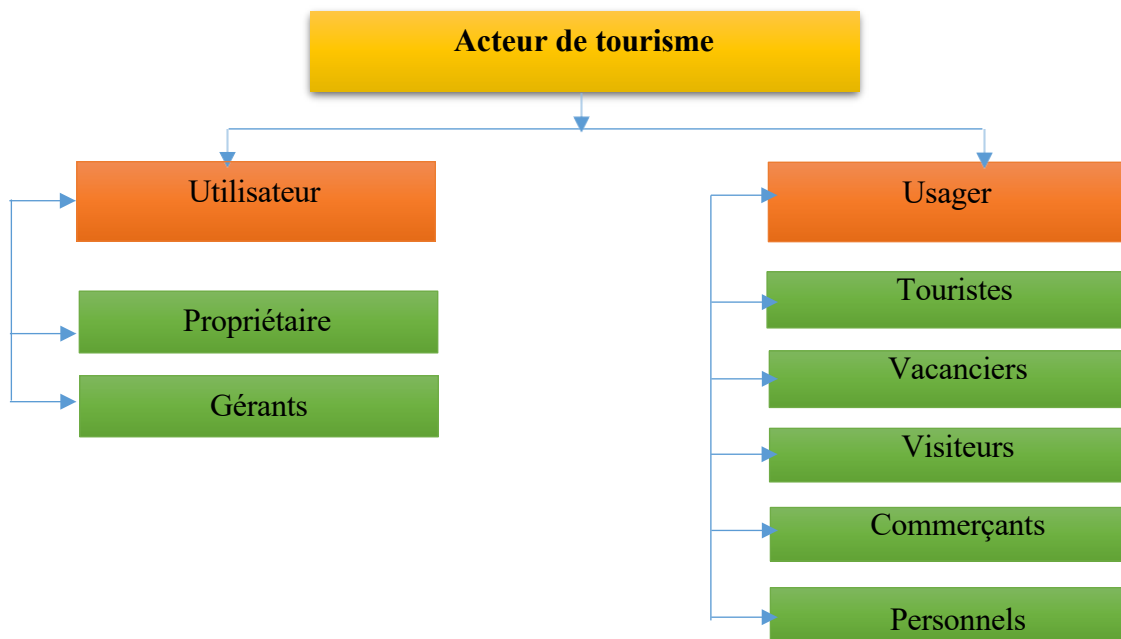 Acteur de tourisme
Utilisateur
Propriétaire
Gérants
Usager
Touristes
Vacanciers
Visiteurs
Commerçants
Personnels